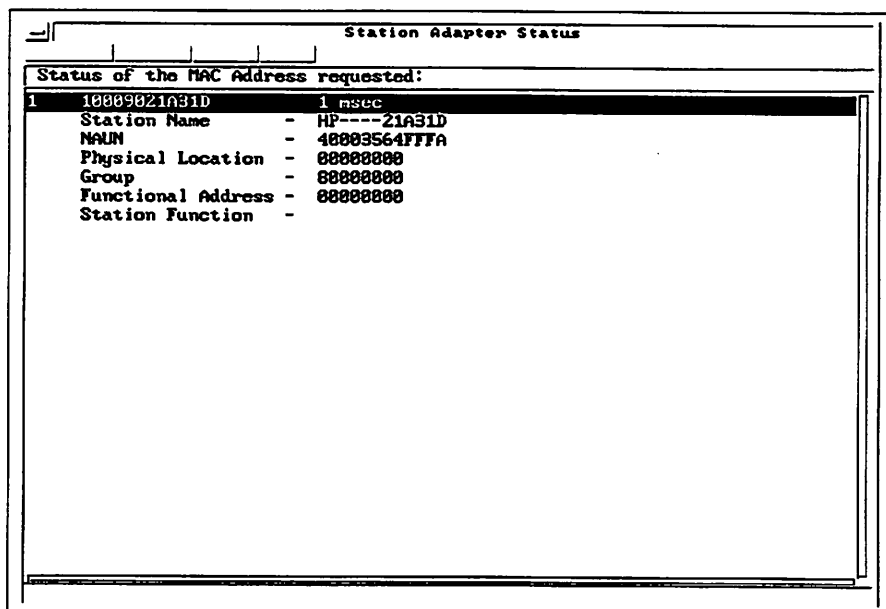 Station Adapter Status
Status of the MAC Address requested:
1 10009021A31D 1 msec
Station Name - HP----21A31D
NAUN - 40003564FFFA
Physical Location - 00000000
Group - 80000000
Functional Address - 00000000
Station Function -